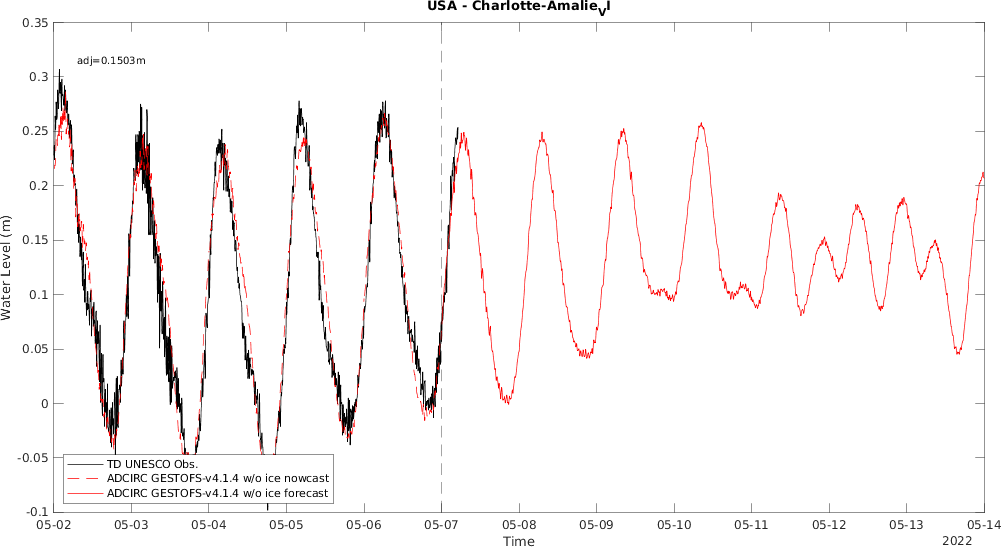 USA - Charlotte-Amalie_VI
adj=0.1503m
0.35
0.3
0.25
0.2
0.15
0.1
0.05
0
-0.05
-0.1
Water Level (m)
TD UNESCO Obs.
ADCIRC GESTOFS-v4.1.4 w/o ice nowcast
ADCIRC GESTOFS-v4.1.4 w/o ice forecast
05-02 05-03 05-04 05-05 05-06 05-07 05-08 05-09 05-10 05-11 05-12 05-13 05-14
Time
2022